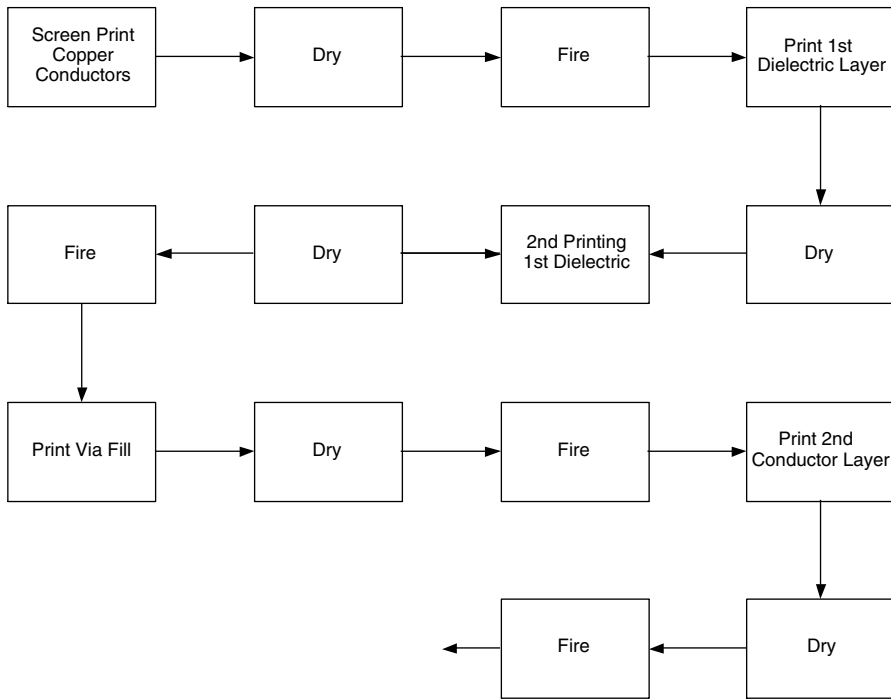 Screen Print
Copper
Conductors
Dry
Fire
Print 1st
Dielectric Layer
Dry
2nd Printing
1st Dielectric
Dry
Fire
Print Via Fill
Dry
Fire
Print 2nd
Conductor Layer
Dry
Fire